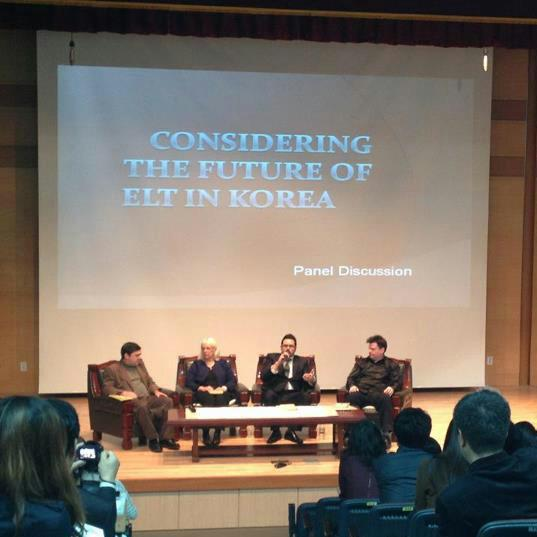 CONSIDERING
THE FUTURE OF
ELT IN KOREA
Panel Discussion